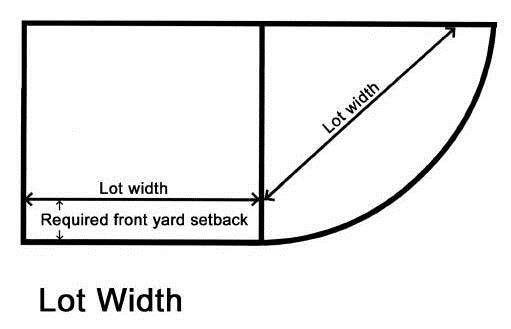 Lot width
Lot width
Required front yard setback
Lot Width